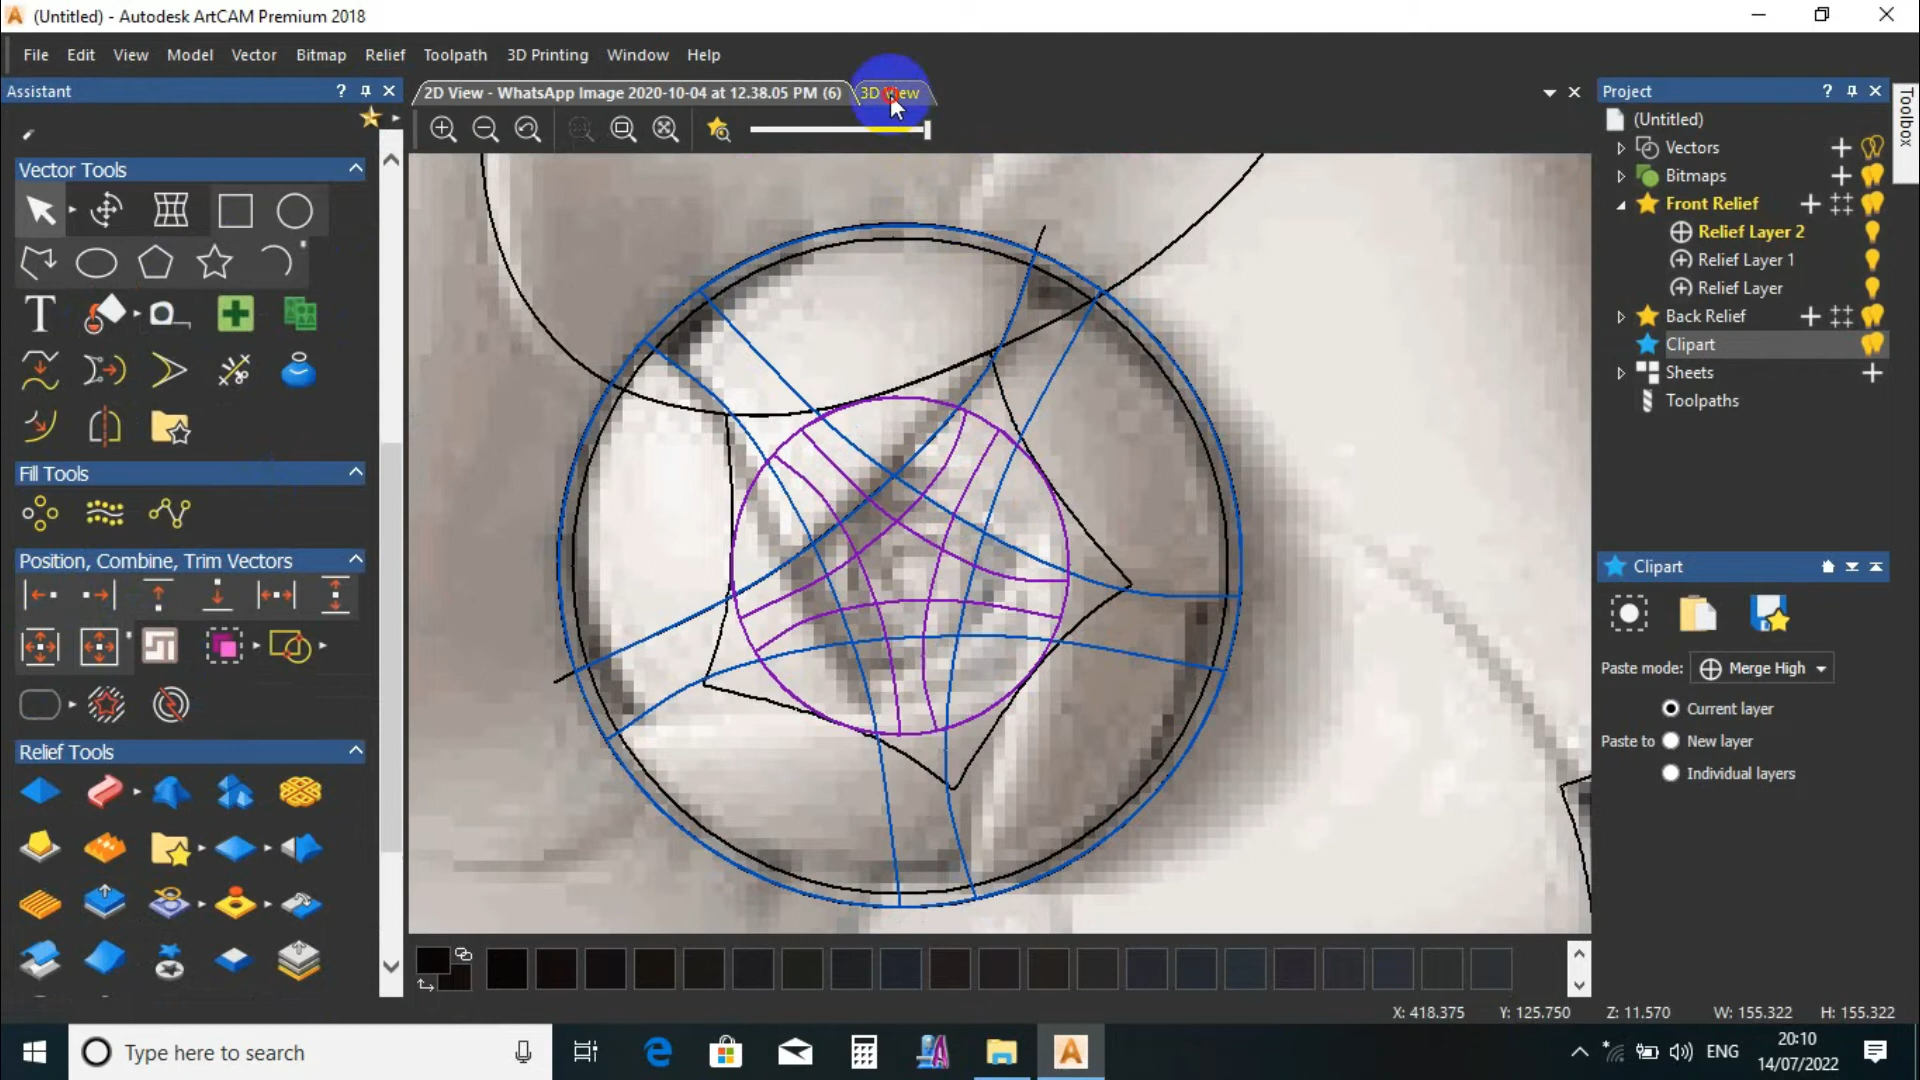 (Untitled) - Autodesk ArtCAM Premium 2018
File Edit View Vector Model Bitmap Relief Toolpath 3D Printing Window Help
Assistant
?
2D View - WhatsApp Image 2020-10-04 at 12.38.05 PM (6)
3D View
Project
?
Toolbox
(Untitled)
Vectors
Bitmaps
Front Relief
Relief Layer 2
Relief Layer 1
Relief Layer
Back Relief
Clipart
Sheets
Toolpaths
Vector Tools
T
Fill Tools
Position, Combine, Trim Vectors
Relief Tools
Clipart
Paste mode: Merge High
Current layer
Paste to New layer
Individual layers
X: 418.375 Y: 125.750 Z: 11.570 W: 155.322 H: 155.322
Type here to search
ENG
20:10
14/07/2022